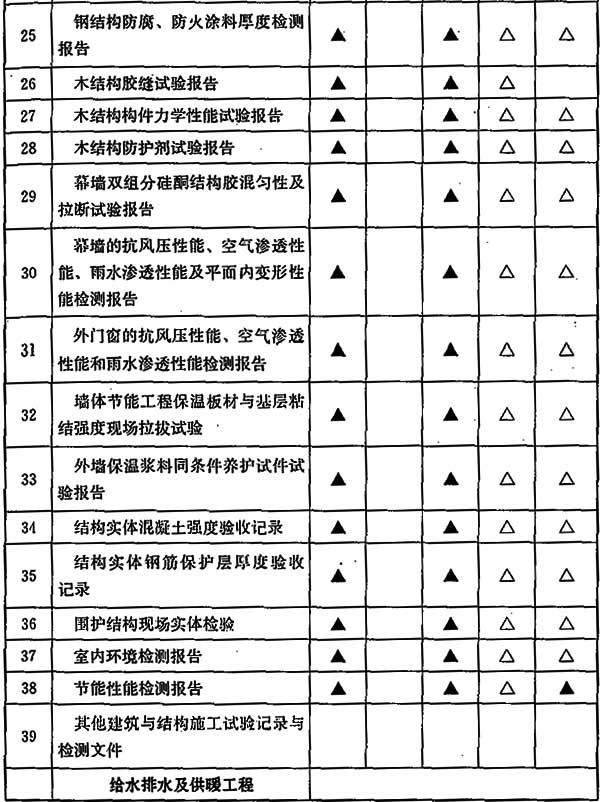 25 钢结构防腐、防火涂料厚度检测 ▲ ▲ △ △
报告
26 木结构胶缝试验报告 ▲ ▲ △
27 木结构构件力学性能试验报告 ▲ ▲ △ △
28 木结构防护剂试验报告 ▲ ▲ △ △
29 幕墙双组分硅酮结构胶混匀性及 ▲ ▲ △ △
拉断试验报告
30 幕墙的抗风压性能、空气渗透性 ▲ ▲ △ △
能、雨水渗透性能及平面内变形性
能检测报告
31 外门窗的抗风压性能、空气渗透 ▲ ▲ △ △
性能和雨水渗透性能检测报告
32 墙体节能工程保温板材与基层粘 ▲ ▲ △ △
结强度现场拉拔试验
33 外墙保温浆料同条件养护试件试 ▲ ▲ △ △
验报告
34 结构实体混凝土强度验收记录 ▲ ▲ △ △
35 结构实体钢筋保护层厚度验收 ▲ ▲ △ △
记录
36 围护结构现场实体检验 ▲ ▲ △ △
37 室内环境检测报告 ▲ ▲ △ △
38 节能性能检测报告 ▲ ▲ △ ▲
39 其他建筑与结构施工试验记录与
检测文件
给水排水及供暖工程